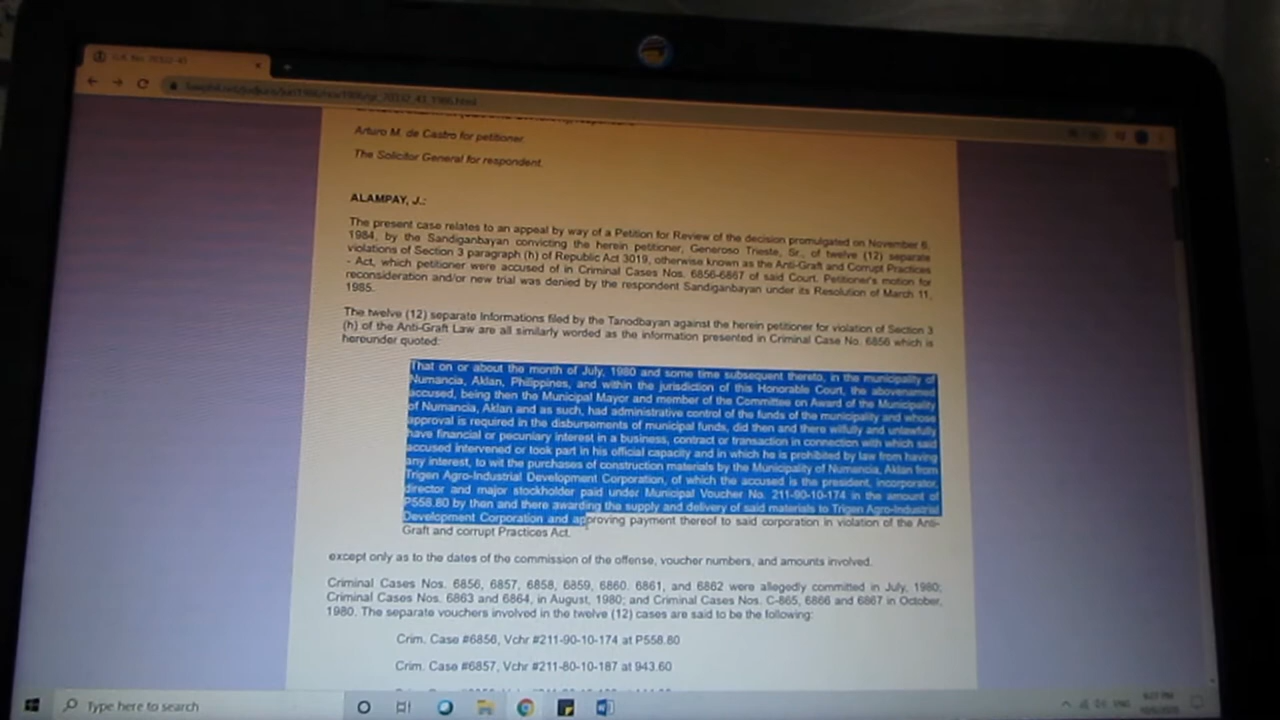 G.R. No. 70332-43
Arturo M. de Castro for petitioner.
The Solicitor General for respondent.
ALAMPAY, J.:
The present case relates to an appeal by way of a Petition for Review of the decision promulgated on November 6,
1984, by the Sandiganbayan convicting the herein petitioner, Generoso Trieste, Sr., of twelve (12) separate
violations of Section 3 paragraph (h) of Republic Act 3019, otherwise known as the Anti-Graft and Corrupt Practices
- Act, which petitioner were accused of in Criminal Cases Nos. 6856-6867 of said Court. Petitioner's motion for
reconsideration and/or new trial was denied by the respondent Sandiganbayan under its Resolution of March 11,
1985.
The twelve (12) separate Informations filed by the Tanodbayan against the herein petitioner for violation of Section 3
(h) of the Anti-Graft Law are all similarly worded as the information presented in Criminal Case No. 6856 which is
hereunder quoted:
That on or about the month of July, 1980 and some time subsequent thereto, in the municipality of
Numancia, Aklan, Philippines, and within the jurisdiction of this Honorable Court, the abovenamed
accused, being then the Municipal Mayor and member of the Committee on Award of the Municipality
of Numancia, Aklan and as such, had administrative control of the funds of the municipality and whose
approval is required in the disbursements of municipal funds, did then and there wilfully and unlawfully
have financial or pecuniary interest in a business, contract or transaction in connection with which said
accused intervened or took part in his official capacity and in which he is prohibited by law from having
any interest, to wit the purchases of construction materials by the Municipality of Numancia, Aklan from
Trigen Agro-Industrial Development Corporation, of which the accused is the president, incorporator,
director and major stockholder paid under Municipal Voucher No. 211-90-10-174 in the amount of
P558.80 by then and there awarding the supply and delivery of said materials to Trigen Agro-Industrial
Development Corporation and approving payment thereof to said corporation in violation of the Anti-
Graft and corrupt Practices Act.
except only as to the dates of the commission of the offense, voucher numbers, and amounts involved.
Criminal Cases Nos. 6856, 6857, 6858, 6859, 6860. 6861, and 6862 were allegedly committed in July, 1980;
Criminal Cases Nos. 6863 and 6864, in August, 1980; and Criminal Cases Nos. C-865, 6866 and 6867 in October,
1980. The separate vouchers involved in the twelve (12) cases are said to be the following:
Crim. Case #6856, Vchr #211-90-10-174 at P558.80
Crim. Case #6857, Vchr #211-80-10-187 at 943.60
Type here to search
ENG